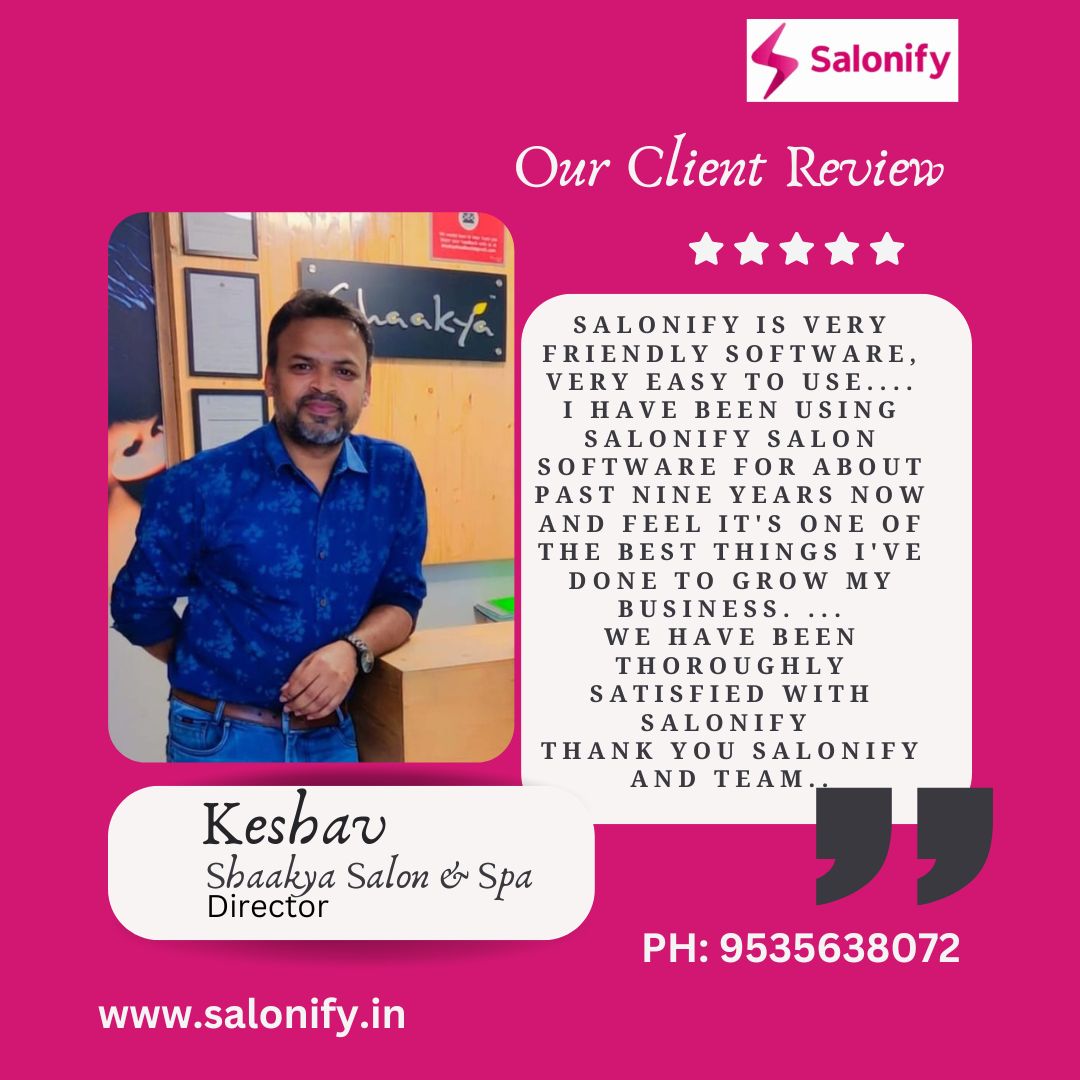 Salonify
Our Client Review
Shaakya
SALONIFY IS VERY
FRIENDLY SOFTWARE,
VERY EASY TO USE....
I HAVE BEEN USING
SALONIFY SALON
SOFTWARE FOR ABOUT
PAST NINE YEARS NOW
AND FEEL IT'S ONE OF
THE BEST THINGS I'VE
DONE TO GROW MY
BUSINESS. ...
WE HAVE BEEN
THOROUGHLY
SATISFIED WITH
SALONIFY
THANK YOU SALONIFY
AND TEAM..
Keshav
Shaakya Salon & Spa
Director
PH: 9535638072
www.salonify.in